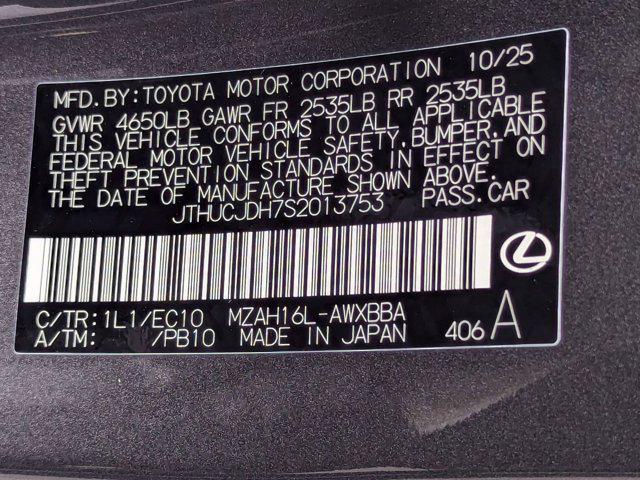 MFD. BY: TOYOTA MOTOR CORPORATION 10/25
GVWR 4650LB GAWR FR 2535LB RR 2535LB
THIS VEHICLE CONFORMS TO ALL APPLICABLE
FEDERAL MOTOR VEHICLE SAFETY, BUMPER, AND
THEFT PREVENTION STANDARDS IN EFFECT ON
THE DATE OF MANUFACTURE SHOWN ABOVE.
JTHUCJDH7S2013753 PASS. CAR
C/TR: 1L1/EC10 MZAH16L-AWXBBA
A/TM: /PB10 MADE IN JAPAN 406 A